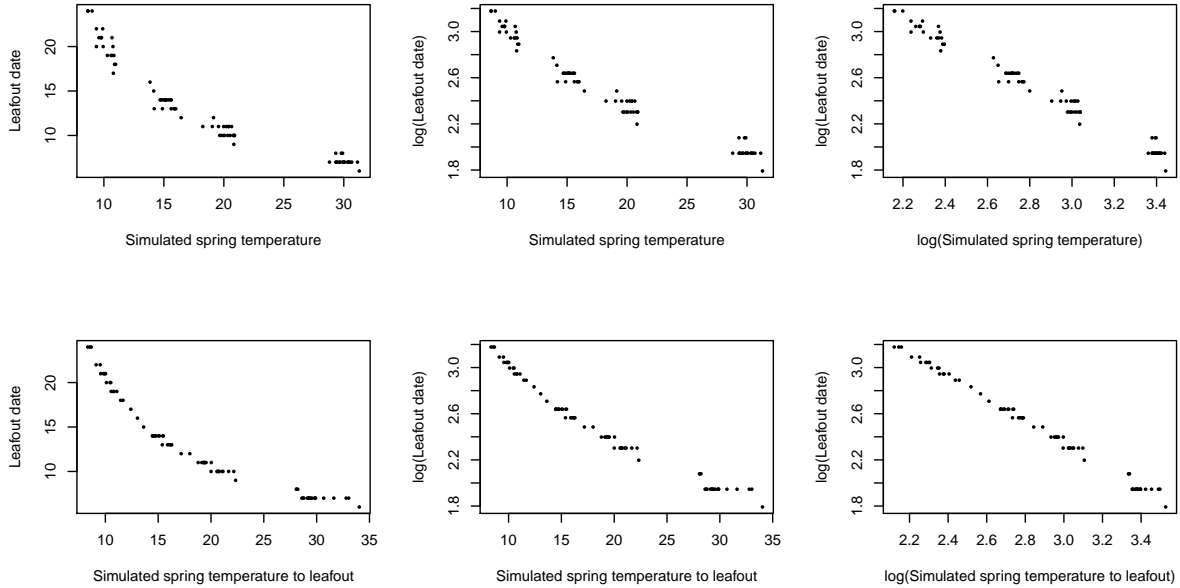 Leafout date
10 15 20
10 15 20 25 30
Simulated spring temperature
log(Leafout date)
1.8 2.2 2.6 3.0
10 15 20 25 30
Simulated spring temperature
log(Leafout date)
1.8 2.2 2.6 3.0
2.2 2.4 2.6 2.8 3.0 3.2 3.4
log(Simulated spring temperature)
Leafout date
10 15 20
10 15 20 25 30 35
Simulated spring temperature to leafout
log(Leafout date)
1.8 2.2 2.6 3.0
10 15 20 25 30 35
Simulated spring temperature to leafout
log(Leafout date)
1.8 2.2 2.6 3.0
2.2 2.4 2.6 2.8 3.0 3.2 3.4
log(Simulated spring temperature to leafout)